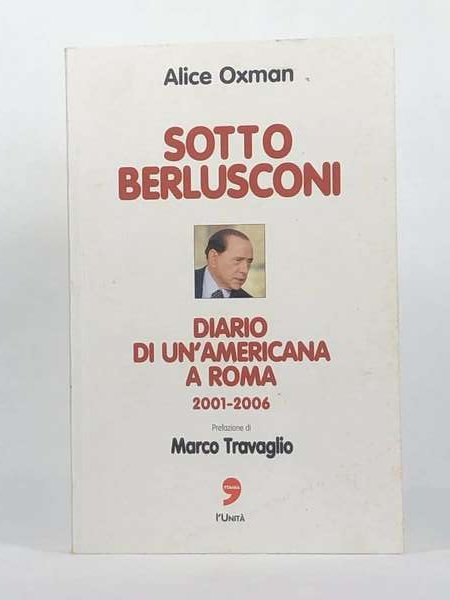 Alice Oxman
SOTTO
BERLUSCONI
DIARIO
DI UN'AMERICANA
A ROMA
2001-2006
Prefazione di
Marco Travaglio
l'Unità